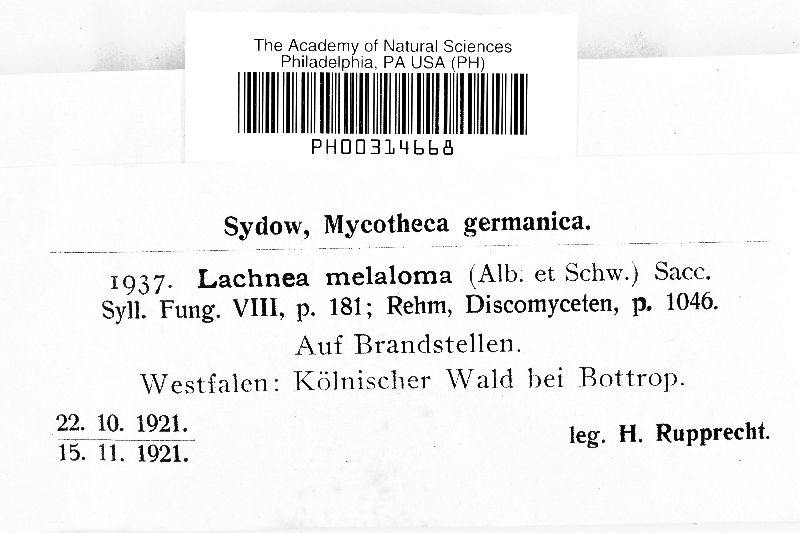 The Academy of Natural Sciences
Philadelphia, PA USA (PH)
PH00314668
Sydow, Mycotheca germanica.
1937. Lachnea melaloma (Alb. et Schw.) Sacc.
Syll. Fung. VIII, p. 181; Rehm, Discomyceten, p. 1046.
Auf Brandstellen.
Westfalen: Kölnischer Wald bei Bottrop.
22. 10. 1921.
15. 11. 1921.
leg. H. Rupprecht.